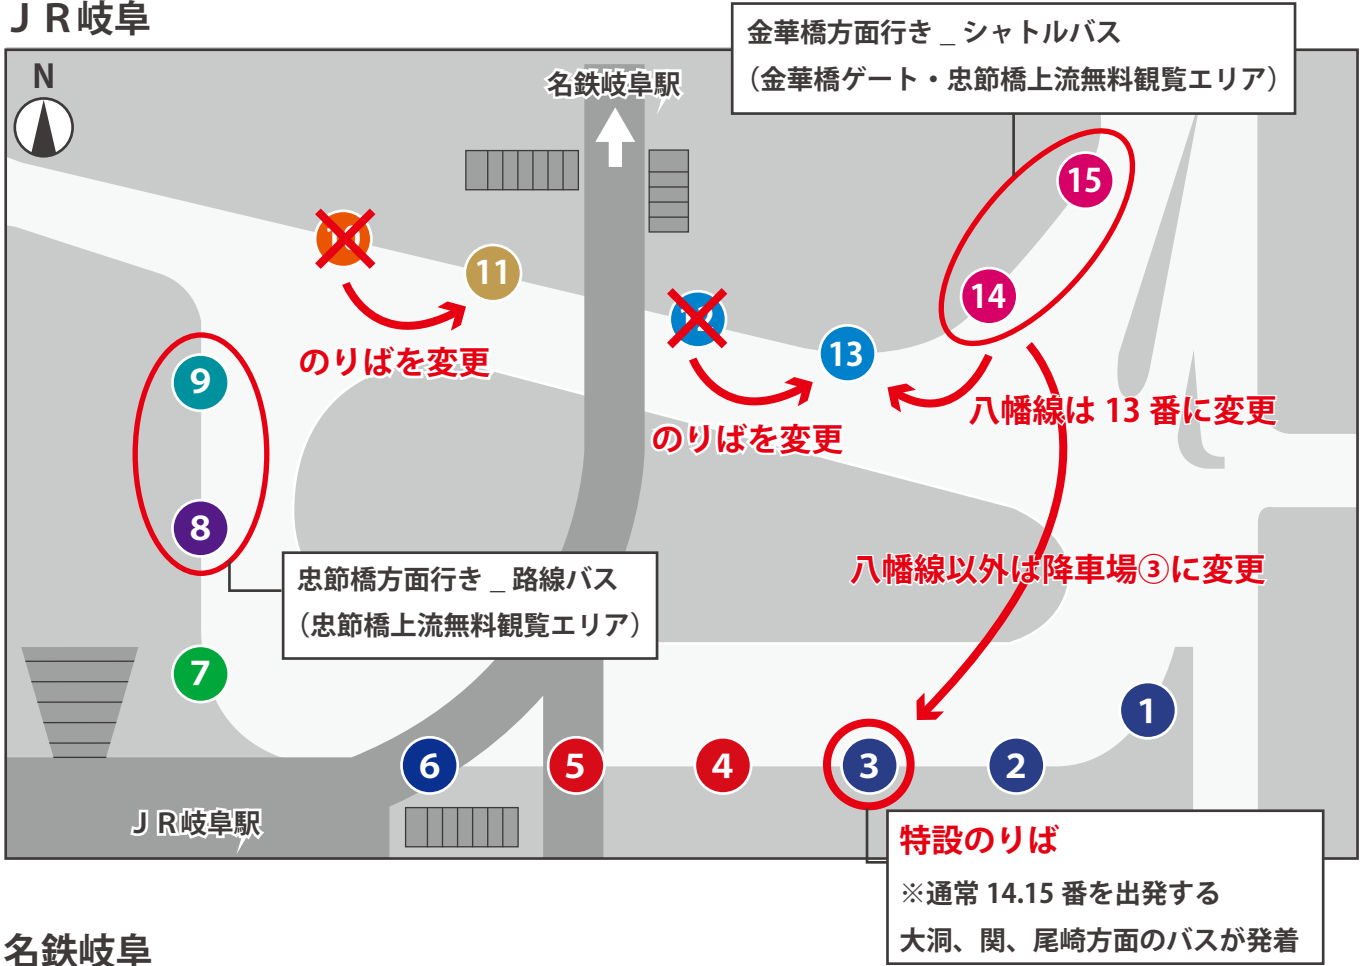 ＪＲ岐阜
金華橋方面行き _ シャトルバス
（金華橋ゲート・忠節橋上流無料観覧エリア）
N
名鉄岐阜駅
15
14
11
13
のりばを変更
のりばを変更
八幡線は 13 番に変更
9
8
忠節橋方面行き _ 路線バス
（忠節橋上流無料観覧エリア）
八幡線以外は降車場③に変更
7
1
6
5
4
3
2
ＪＲ岐阜駅
特設のりば
※通常 14.15 番を出発する
大洞、関、尾崎方面のバスが発着
名鉄岐阜